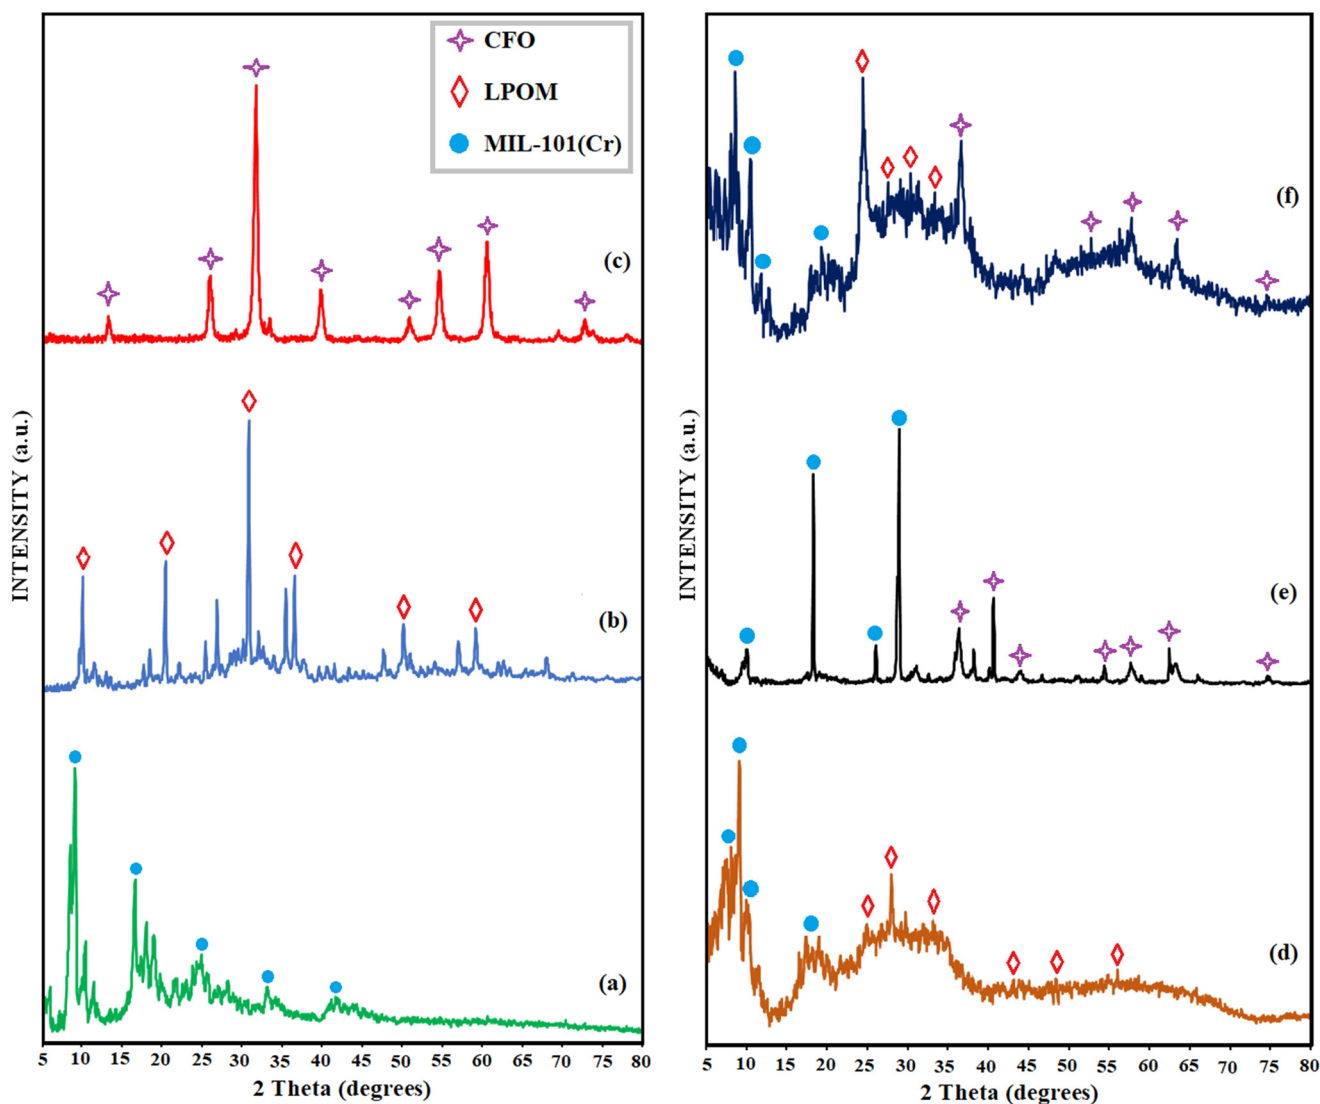 CFO
LPOM
MIL-101(Cr)
(c)
(b)
(a)
INTENSITY (a.u.)
5 10 15 20 25 30 35 40 45 50 55 60 65 70 75 80
2 Theta (degrees)
(f)
(e)
(d)
INTENSITY (a.u.)
5 10 15 20 25 30 35 40 45 50 55 60 65 70 75 80
2 Theta (degrees)